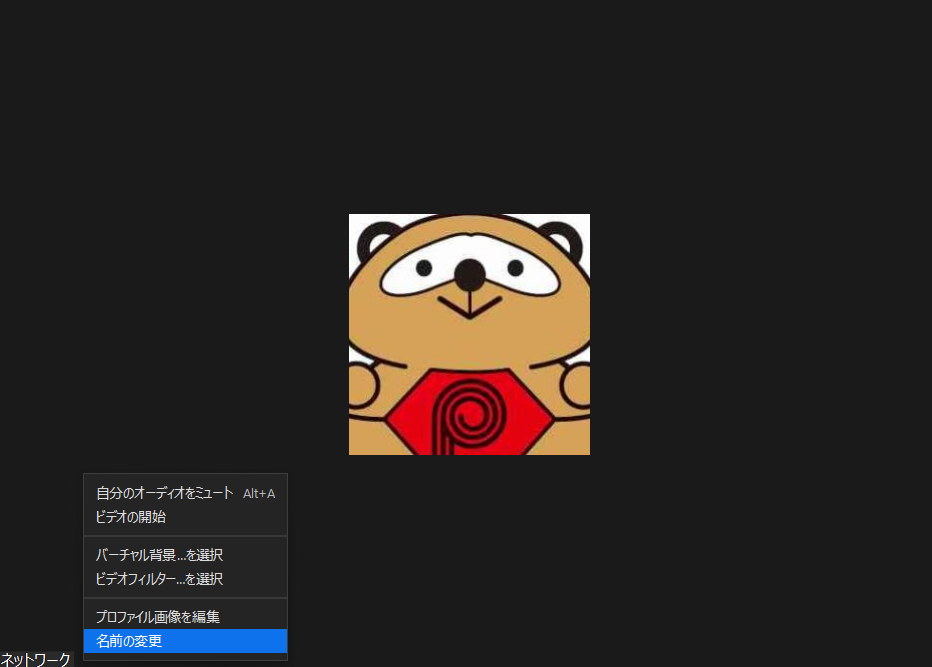 自分のオーディオをミュート Alt+A
ビデオの開始
バーチャル背景...を選択
ビデオフィルター...を選択
プロファイル画像を編集
名前の変更
ネットワーク